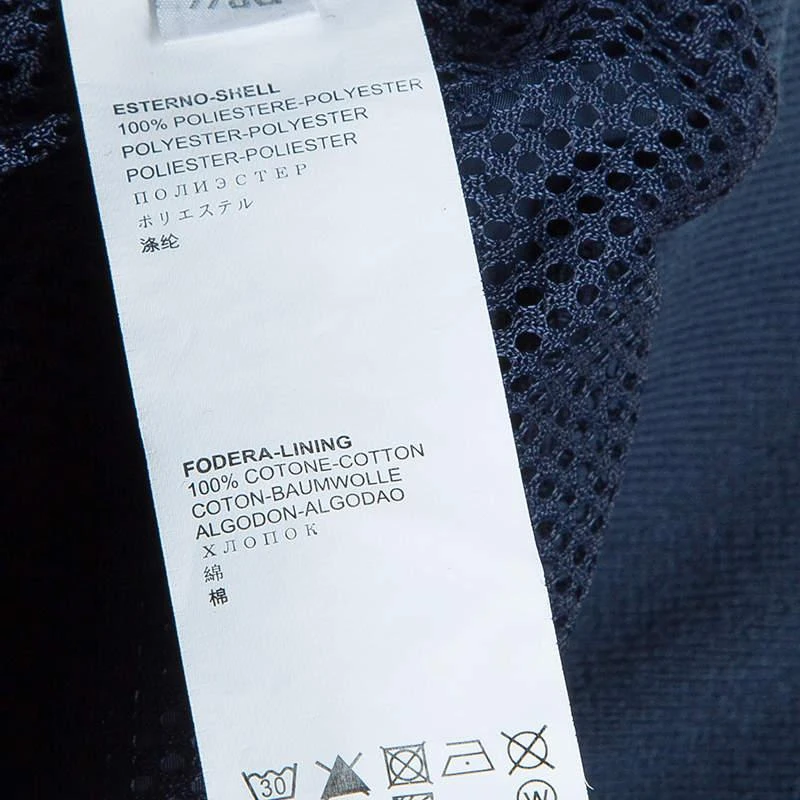 ESTERNO-SHELL
100% POLIESTERE-POLYESTER
POLYESTER-POLYESTER
POLIESTER-POLIESTER
ПОЛИЭСТЕР
ポリエステル
涤纶
FODERA-LINING
100% COTONE-COTTON
COTON-BAUMWOLLE
ALGODON-ALGODAO
ХЛОПОК
綿
棉
30
W